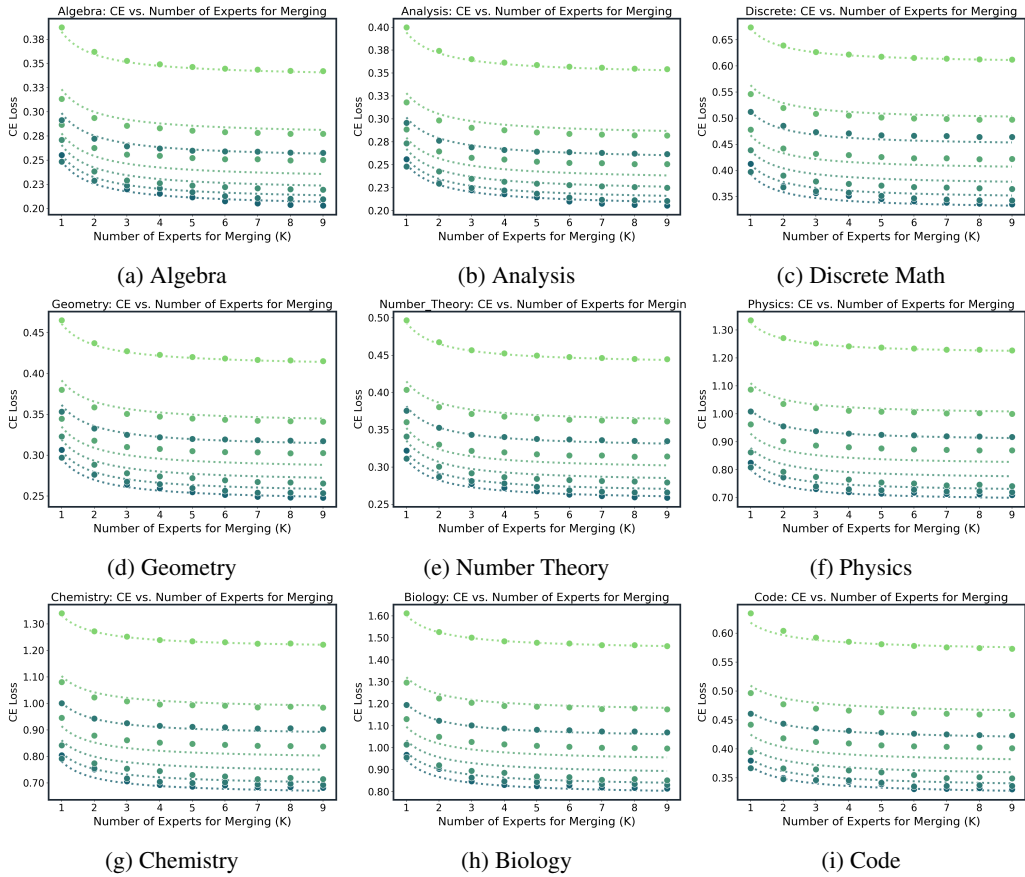 Algebra: CE vs. Number of Experts for Merging
Analysis: CE vs. Number of Experts for Merging
Discrete: CE vs. Number of Experts for Merging
CE Loss
0.38
0.35
0.33
0.30
0.28
0.25
0.23
0.20
CE Loss
0.40
0.38
0.35
0.33
0.30
0.28
0.25
0.23
0.20
CE Loss
0.65
0.60
0.55
0.50
0.45
0.40
0.35
1 2 3 4 5 6 7 8 9
1 2 3 4 5 6 7 8 9
1 2 3 4 5 6 7 8 9
Number of Experts for Merging (K)
Number of Experts for Merging (K)
Number of Experts for Merging (K)
(a) Algebra
(b) Analysis
(c) Discrete Math
Geometry: CE vs. Number of Experts for Merging
Number_Theory: CE vs. Number of Experts for Mergin
Physics: CE vs. Number of Experts for Merging
CE Loss
0.45
0.40
0.35
0.30
0.25
CE Loss
0.50
0.45
0.40
0.35
0.30
0.25
CE Loss
1.30
1.20
1.10
1.00
0.90
0.80
0.70
1 2 3 4 5 6 7 8 9
1 2 3 4 5 6 7 8 9
1 2 3 4 5 6 7 8 9
Number of Experts for Merging (K)
Number of Experts for Merging (K)
Number of Experts for Merging (K)
(d) Geometry
(e) Number Theory
(f) Physics
Chemistry: CE vs. Number of Experts for Merging
Biology: CE vs. Number of Experts for Merging
Code: CE vs. Number of Experts for Merging
CE Loss
1.30
1.20
1.10
1.00
0.90
0.80
0.70
CE Loss
1.60
1.50
1.40
1.30
1.20
1.10
1.00
0.90
0.80
CE Loss
0.60
0.55
0.50
0.45
0.40
0.35
1 2 3 4 5 6 7 8 9
1 2 3 4 5 6 7 8 9
1 2 3 4 5 6 7 8 9
Number of Experts for Merging (K)
Number of Experts for Merging (K)
Number of Experts for Merging (K)
(g) Chemistry
(h) Biology
(i) Code